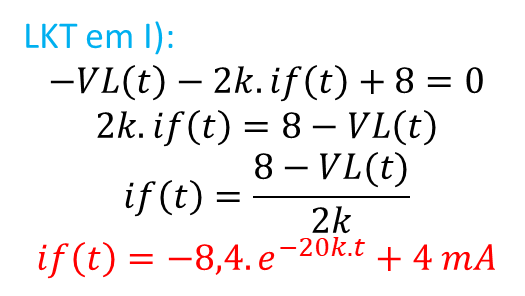 LKT em I):
−VL(t) − 2k.if(t) + 8 = 0
2k.if(t) = 8 − VL(t)
if(t) = \frac{8 − VL(t)}{2k}
if(t) = −8,4.e^{−20k.t} + 4 mA